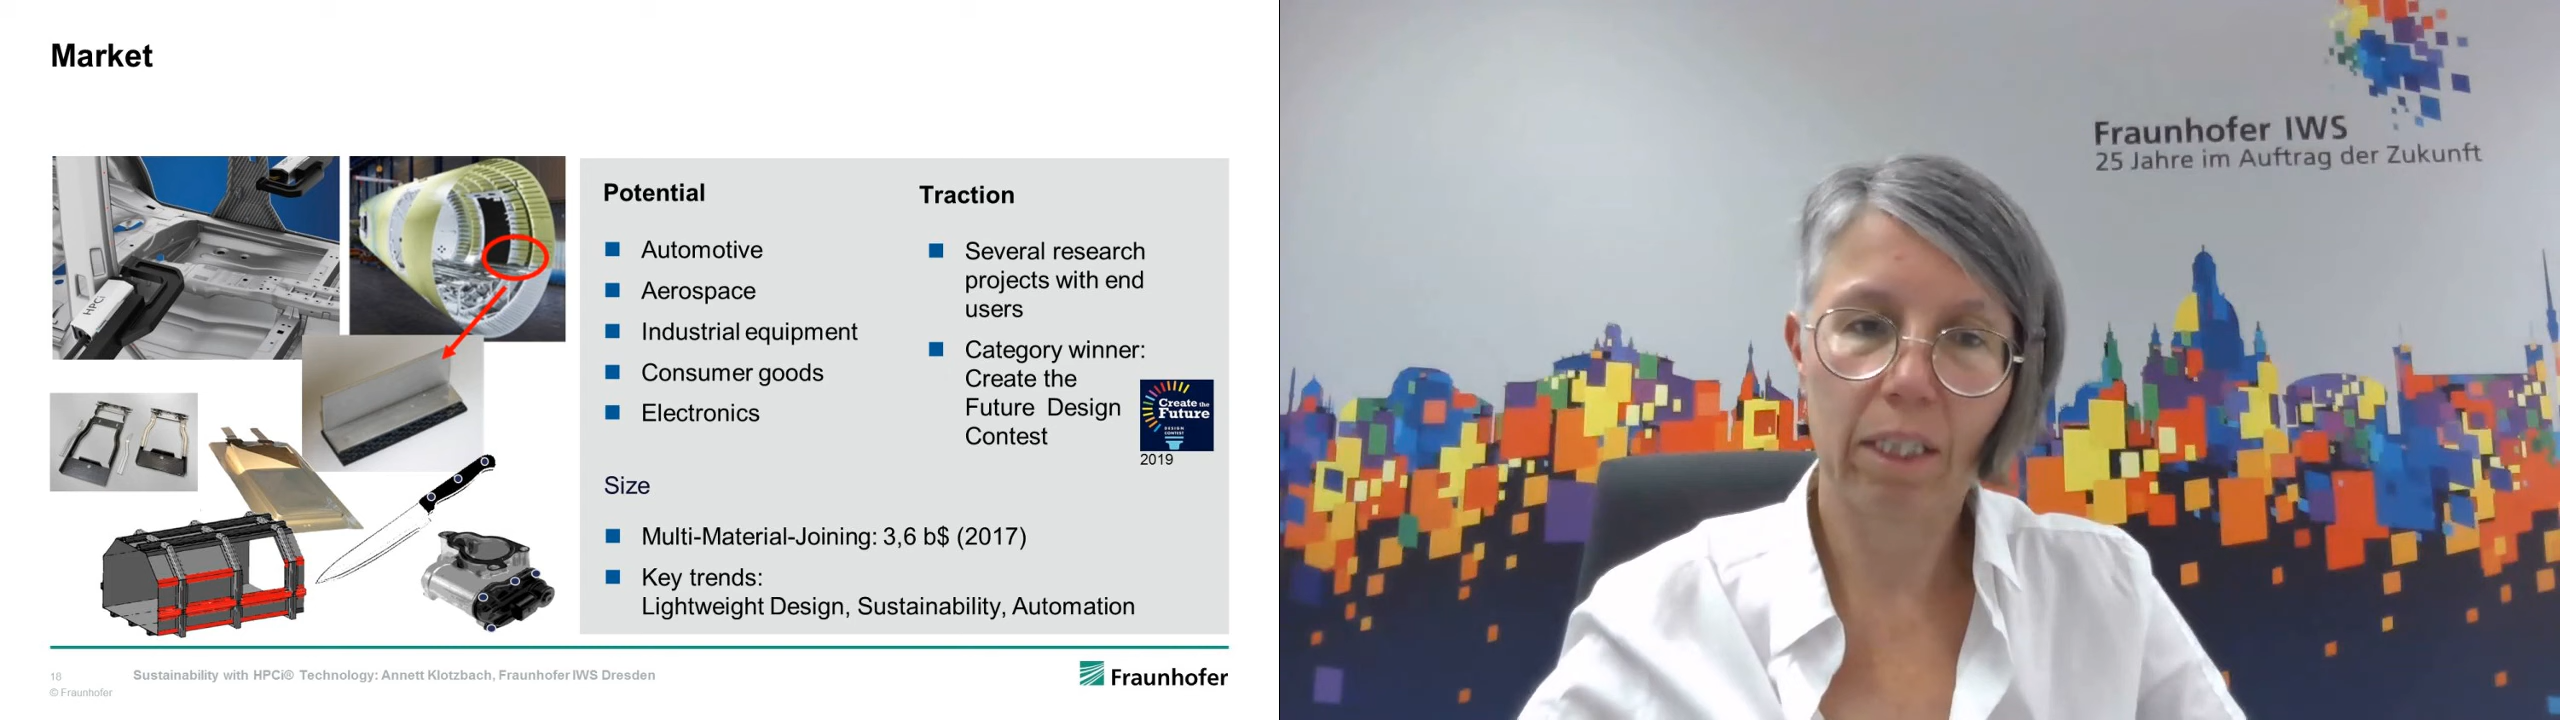 Market
HPCi
Potential
Automotive
Aerospace
Industrial equipment
Consumer goods
Electronics
Traction
Several research
projects with end
users
Category winner:
Create the
Future Design
Contest
Create the
Future
DESIGN
CONTEST
2019
Size
Multi-Material-Joining: 3,6 b$ (2017)
Key trends:
Lightweight Design, Sustainability, Automation
18
Sustainability with HPCi® Technology: Annett Klotzbach, Fraunhofer IWS Dresden
© Fraunhofer
Fraunhofer
Fraunhofer IWS
25 Jahre im Auftrag der Zukunft